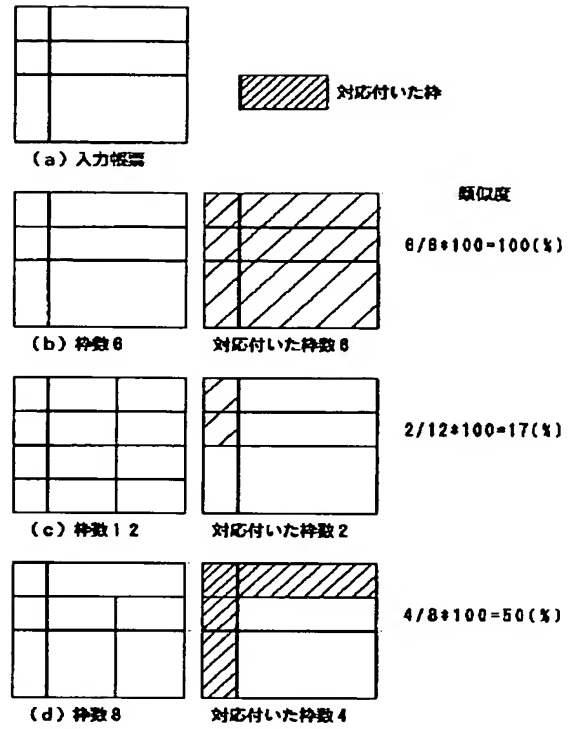 対応付いた枠
(a)入力帳票
類似度
6/6*100=100(%)
(b)枠数6
対応付いた枠数6
2/12*100=17(%)
(c)枠数12
対応付いた枠数2
4/8*100=50(%)
(d)枠数8
対応付いた枠数4